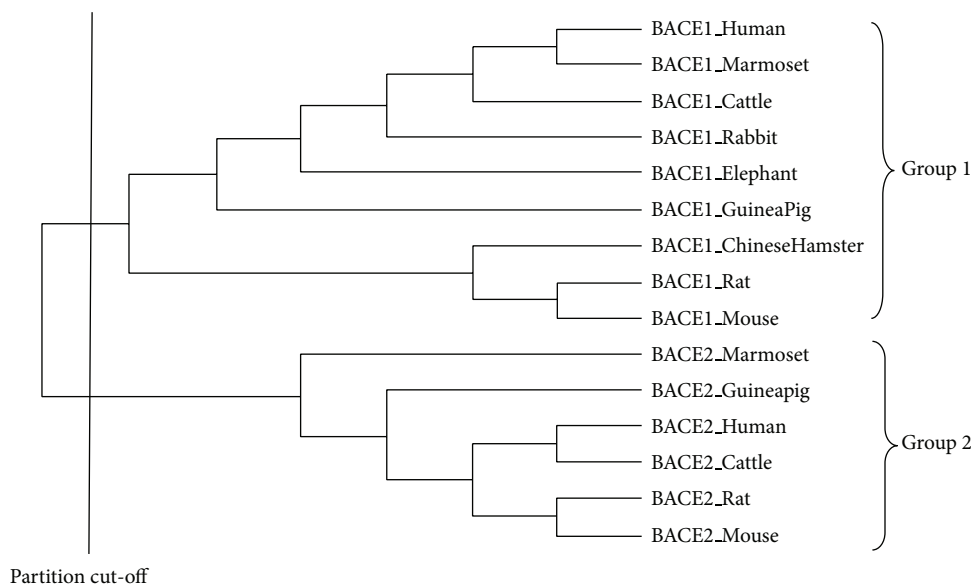 BACE1_Human
BACE1_Marmoset
BACE1_Cattle
BACE1_Rabbit
BACE1_Elephant
Group 1
BACE1_GuineaPig
BACE1_ChineseHamster
BACE1_Rat
BACE1_Mouse
BACE2_Marmoset
BACE2_Guineapig
BACE2_Human
Group 2
BACE2_Cattle
BACE2_Rat
BACE2_Mouse
Partition cut-off